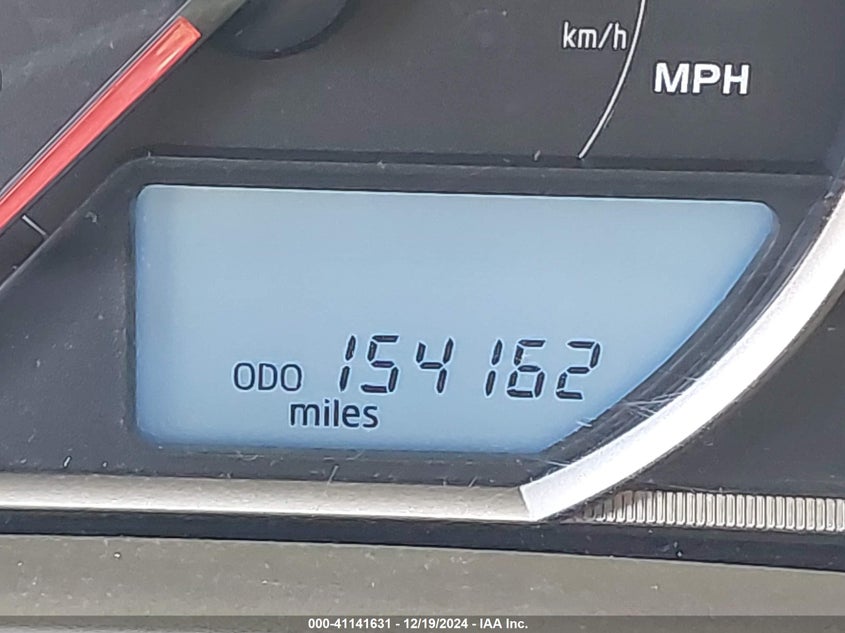 km/h
MPH
ODO 154162
miles
000-41141631 - 12/19/2024 - IAA Inc.